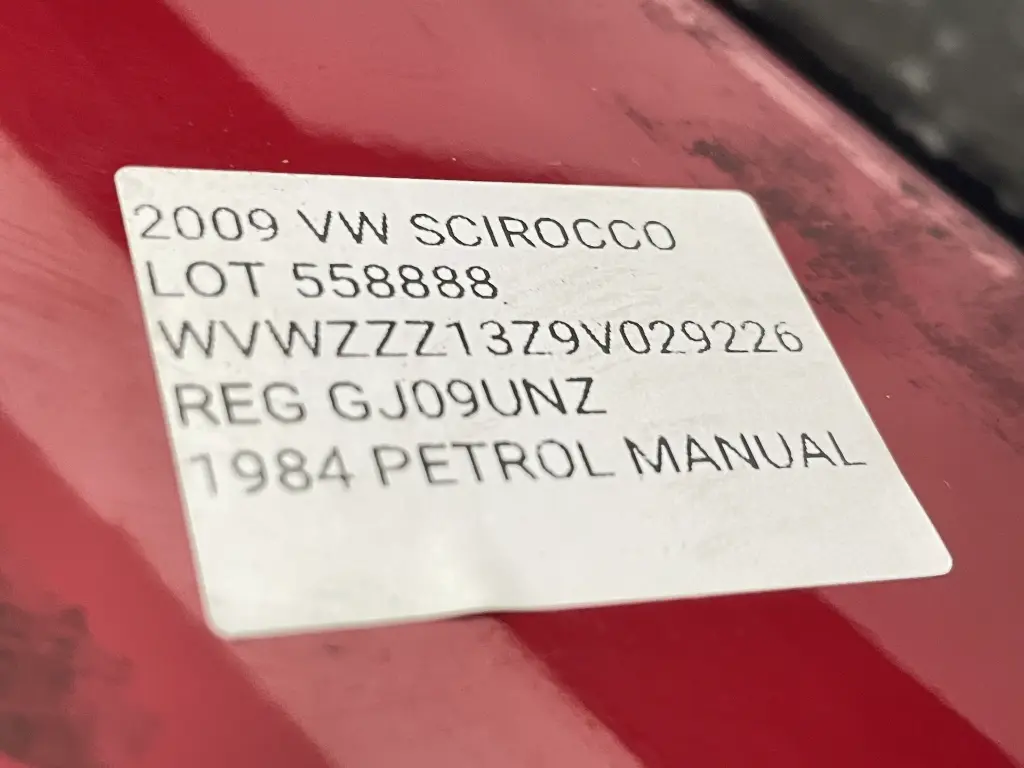 2009 VW SCIROCCO
LOT 558888
WVWZZZ13Z9V029226
REG GJ09UNZ
1984 PETROL MANUAL